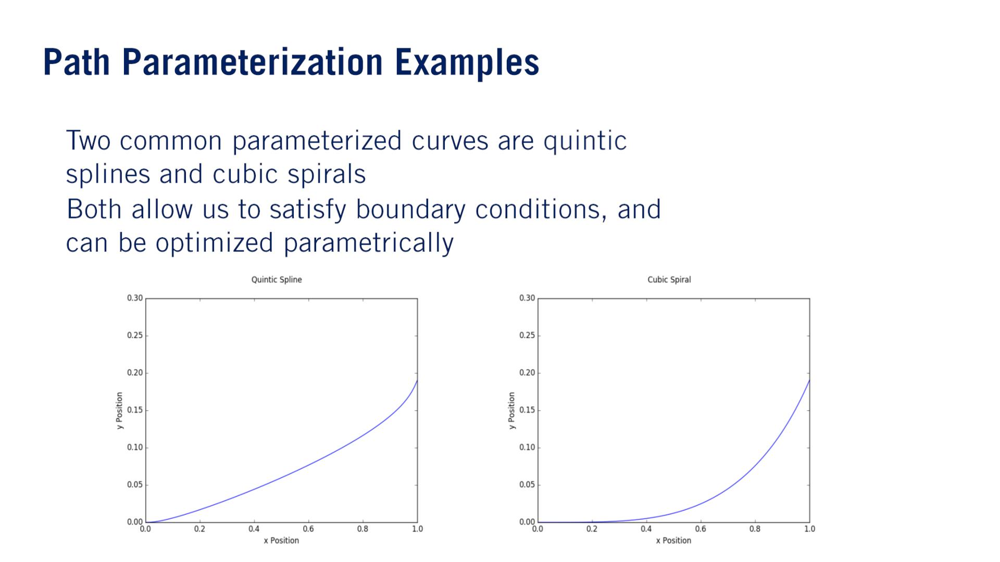 Path Parameterization Examples
Two common parameterized curves are quintic
splines and cubic spirals
Both allow us to satisfy boundary conditions, and
can be optimized parametrically
Quintic Spline
0.30
0.25
0.20
0.15
0.10
0.05
0.00
y Position
0.0 0.2 0.4 0.6 0.8 1.0
x Position
Cubic Spiral
0.30
0.25
0.20
0.15
0.10
0.05
0.00
y Position
0.0 0.2 0.4 0.6 0.8 1.0
x Position